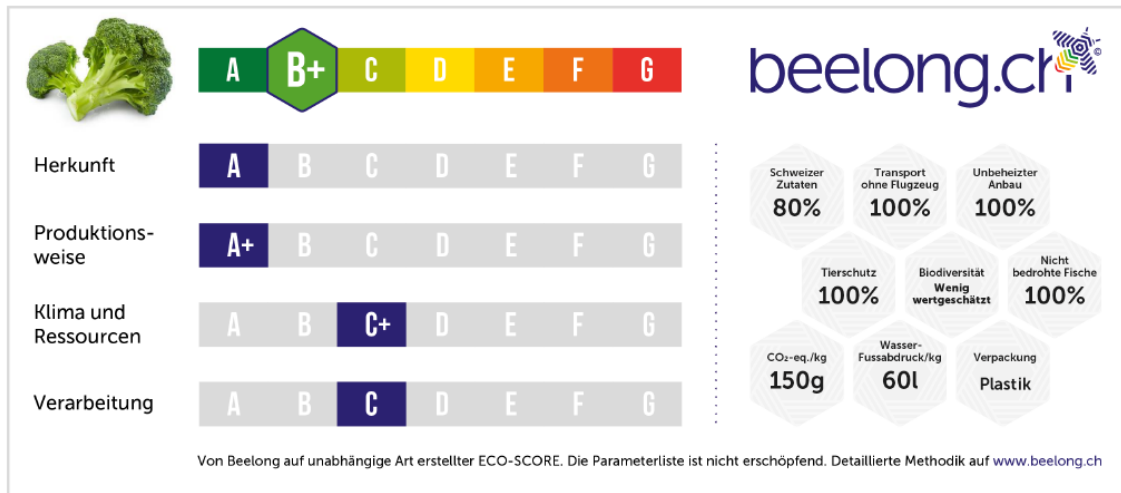 A B+ C D E F G
beelong.ch
©
Herkunft
A B C D E F G
Produktions-
weise
A+ B C D E F G
Klima und
Ressourcen
A B C+ D E F G
Verarbeitung
A B C D E F G
Schweizer
Zutaten
80%
Transport
ohne Flugzeug
100%
Unbeheizter
Anbau
100%
Tierschutz
100%
Biodiversität
Wenig
wertgeschätzt
Nicht
bedrohte Fische
100%
CO₂-eq./kg
150g
Wasser-
Fussabdruck/kg
60l
Verpackung
Plastik
Von Beelong auf unabhängige Art erstellter ECO-SCORE. Die Parameterliste ist nicht erschöpfend. Detaillierte Methodik auf www.beelong.ch